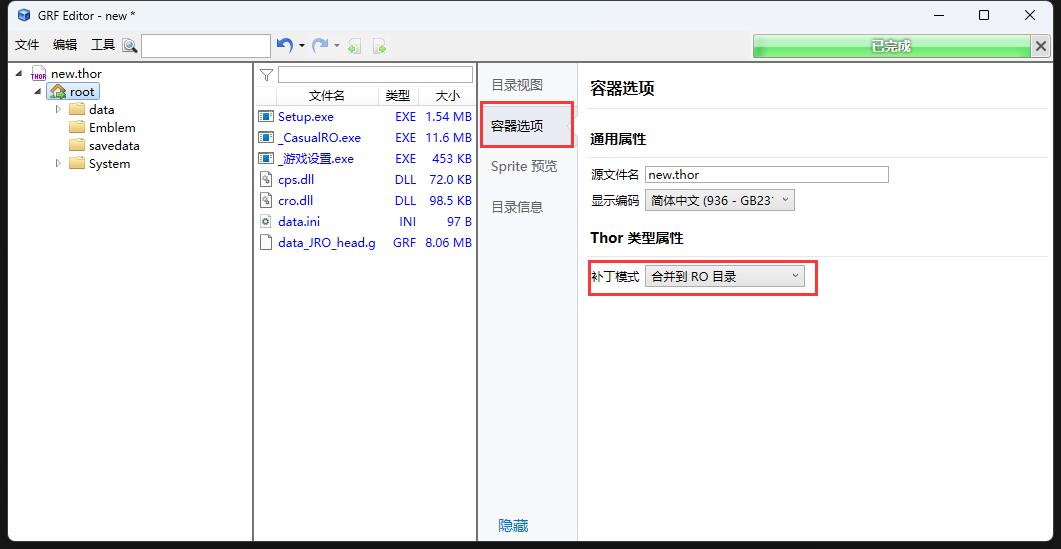 GRF Editor - new *
文件 编辑 工具
已完成
new.thor
root
data
Emblem
savedata
System
文件名 类型 大小
Setup.exe EXE 1.54 MB
_CasualRO.exe EXE 11.6 MB
_游戏设置.exe EXE 453 KB
cps.dll DLL 72.0 KB
cro.dll DLL 98.5 KB
data.ini INI 97 B
data_JRO_head.g GRF 8.06 MB
目录视图
容器选项
Sprite 预览
目录信息
隐藏
容器选项
通用属性
源文件名 new.thor
显示编码 简体中文 (936 - GB23
Thor 类型属性
补丁模式 合并到 RO 目录